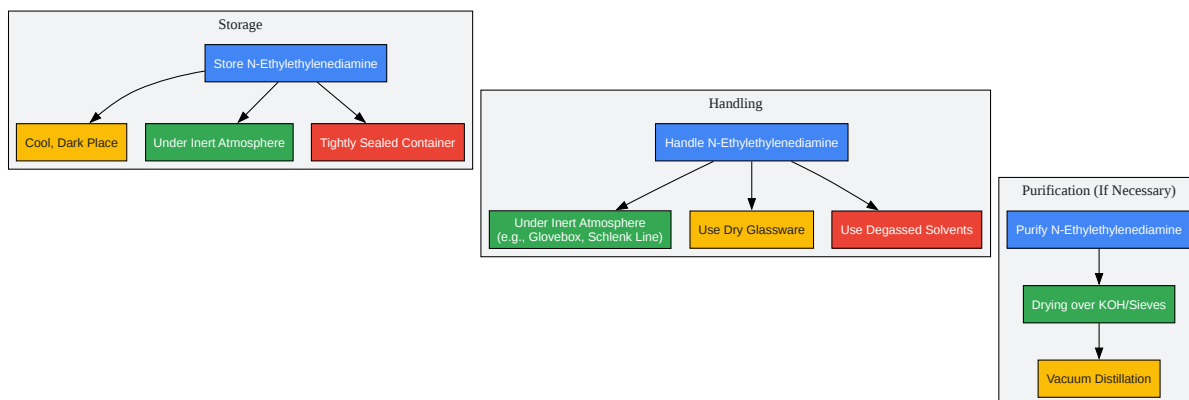 Storage
Store N-Ethylethylenediamine
Cool, Dark Place
Under Inert Atmosphere
Tightly Sealed Container
Handling
Handle N-Ethylethylenediamine
Under Inert Atmosphere
(e.g., Glovebox, Schlenk Line)
Use Dry Glassware
Use Degassed Solvents
Purification (If Necessary)
Purify N-Ethylethylenediamine
Drying over KOH/Sieves
Vacuum Distillation